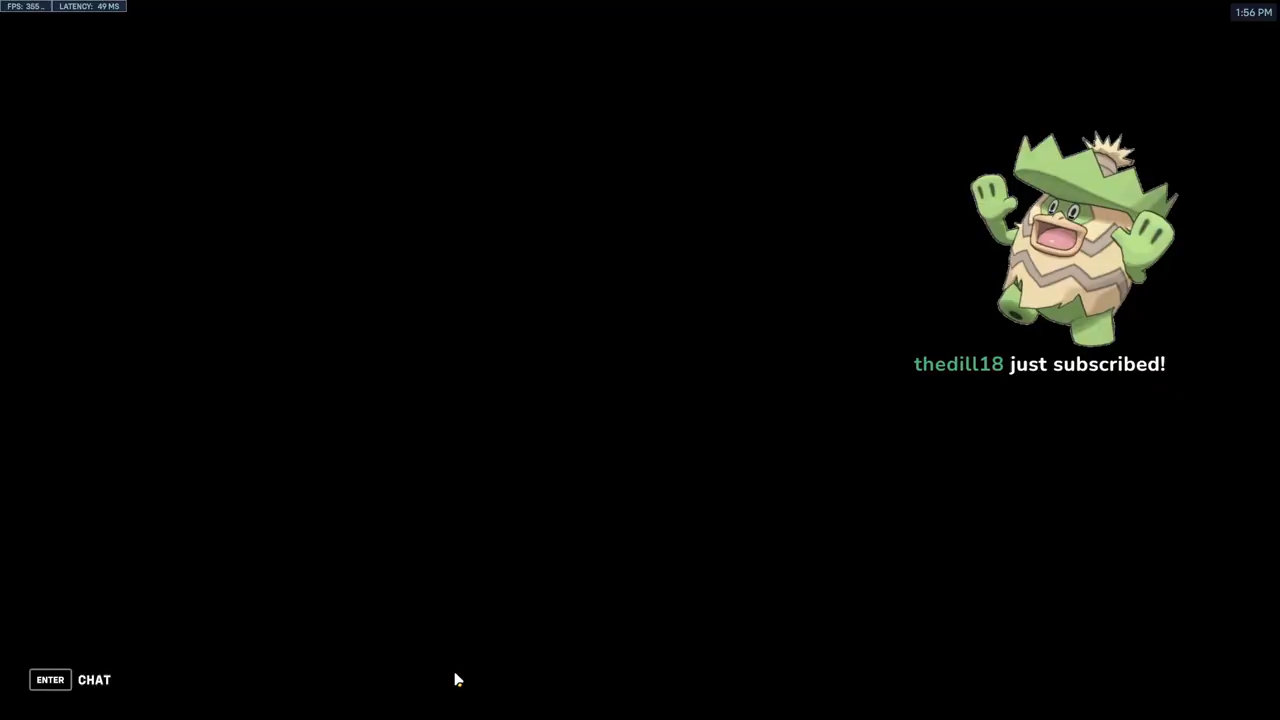 FPS: 355 LATENCY: 49 MS
1:56 PM
thedill18 just subscribed!
ENTER CHAT